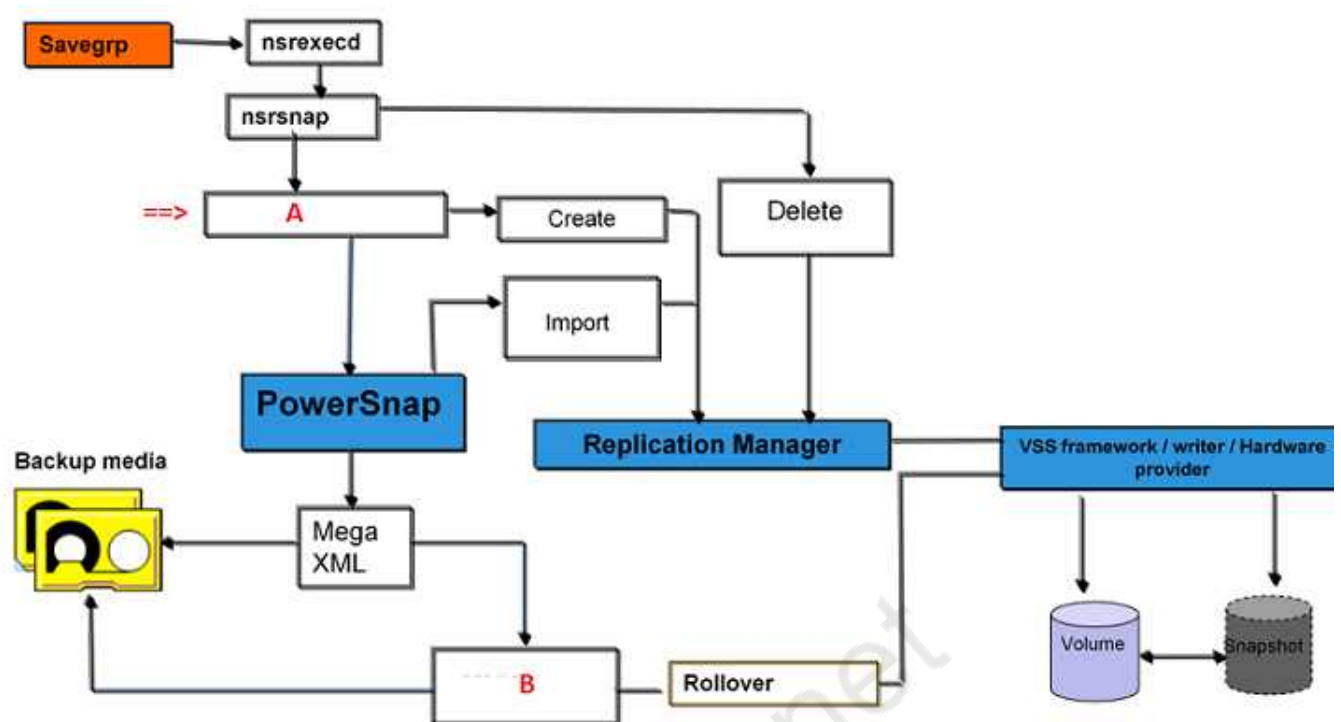 Savegrp
nsrexecd
nsrsnap
==>
A
Create
Delete
Import
PowerSnap
Replication Manager
VSS framework / writer / Hardware
provider
Backup media
Mega
XML
Volume
Snapshot
B
Rollover
net